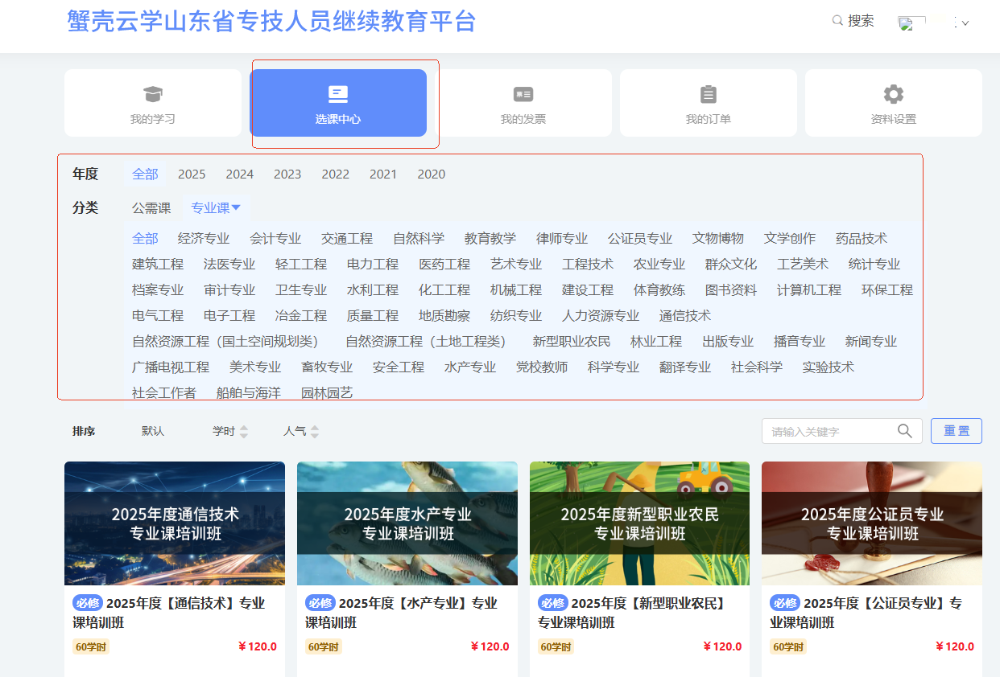 蟹壳云学山东省专技人员继续教育平台
搜索
我的学习 选课中心 我的发票 我的订单 资料设置
年度 全部 2025 2024 2023 2022 2021 2020
分类 公需课 专业课
全部 经济专业 会计专业 交通工程 自然科学 教育教学 律师专业 公证员专业 文物博物 文学创作 药品技术
建筑工程 法医专业 轻工工程 电力工程 医药工程 艺术专业 工程技术 农业专业 群众文化 工艺美术 统计专业
档案专业 审计专业 卫生专业 水利工程 化工工程 机械工程 建设工程 体育教练 图书资料 计算机工程 环保工程
电气工程 电子工程 冶金工程 质量工程 地质勘察 纺织专业 人力资源专业 通信技术
自然资源工程（国土空间规划类） 自然资源工程（土地工程类） 新型职业农民 林业工程 出版专业 播音专业 新闻专业
广播电视工程 美术专业 畜牧专业 安全工程 水产专业 党校教师 科学专业 翻译专业 社会科学 实验技术
社会工作者 船舶与海洋 园林园艺
排序 默认 学时 人气 请输入关键字 重置
2025年度通信技术
专业课培训班
必修 2025年度【通信技术】专业
课培训班
60学时 ￥120.0
2025年度水产专业
专业课培训班
必修 2025年度【水产专业】专业
课培训班
60学时 ￥120.0
2025年度新型职业农民
专业课培训班
必修 2025年度【新型职业农民】
专业课培训班
60学时 ￥120.0
2025年度公证员专业
专业课培训班
必修 2025年度【公证员专业】专
业课培训班
60学时 ￥120.0